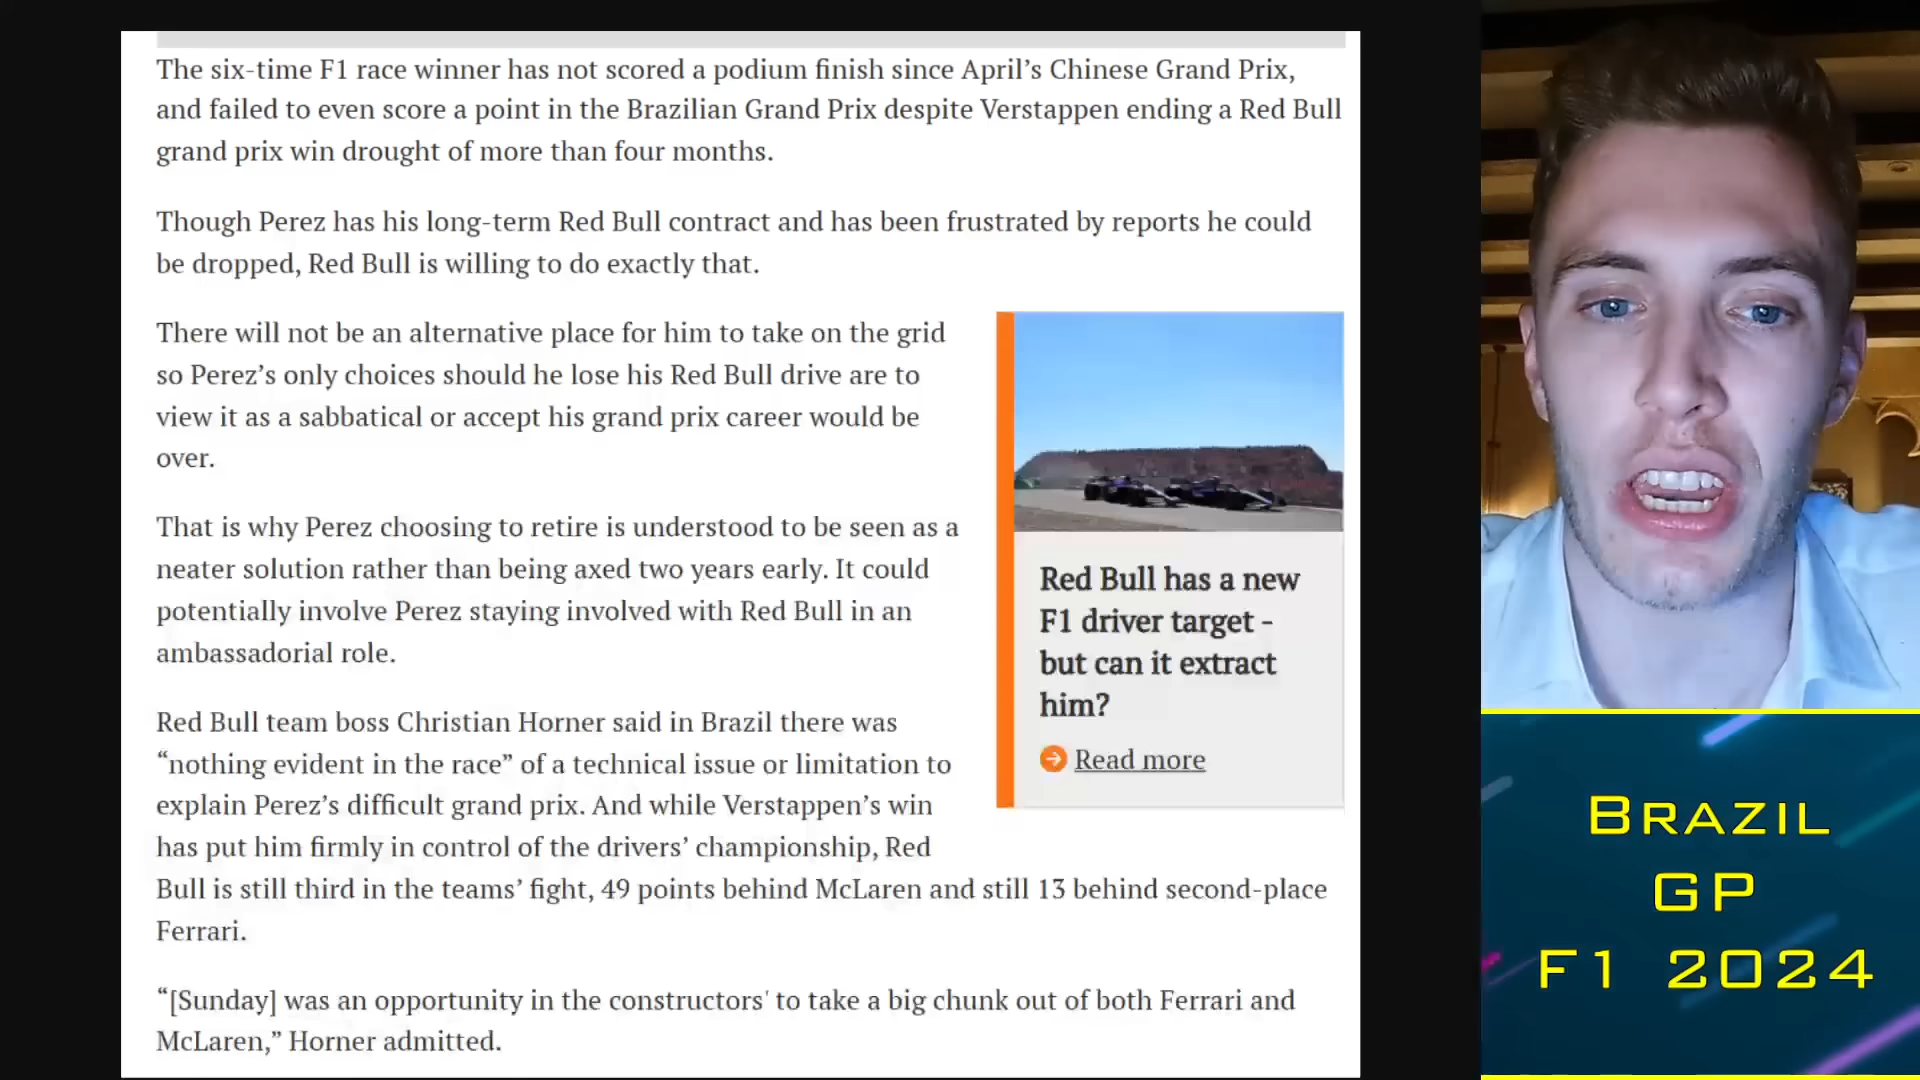 The six-time F1 race winner has not scored a podium finish since April’s Chinese Grand Prix,
and failed to even score a point in the Brazilian Grand Prix despite Verstappen ending a Red Bull
grand prix win drought of more than four months.
Though Perez has his long-term Red Bull contract and has been frustrated by reports he could
be dropped, Red Bull is willing to do exactly that.
There will not be an alternative place for him to take on the grid
so Perez’s only choices should he lose his Red Bull drive are to
view it as a sabbatical or accept his grand prix career would be
over.
That is why Perez choosing to retire is understood to be seen as a
neater solution rather than being axed two years early. It could
potentially involve Perez staying involved with Red Bull in an
ambassadorial role.
Red Bull team boss Christian Horner said in Brazil there was
“nothing evident in the race” of a technical issue or limitation to
explain Perez’s difficult grand prix. And while Verstappen’s win
has put him firmly in control of the drivers’ championship, Red
Bull is still third in the teams’ fight, 49 points behind McLaren and still 13 behind second-place
Ferrari.
“[Sunday] was an opportunity in the constructors' to take a big chunk out of both Ferrari and
McLaren,” Horner admitted.
Red Bull has a new
F1 driver target -
but can it extract
him?
Read more
BRAZIL
GP
F1 2024